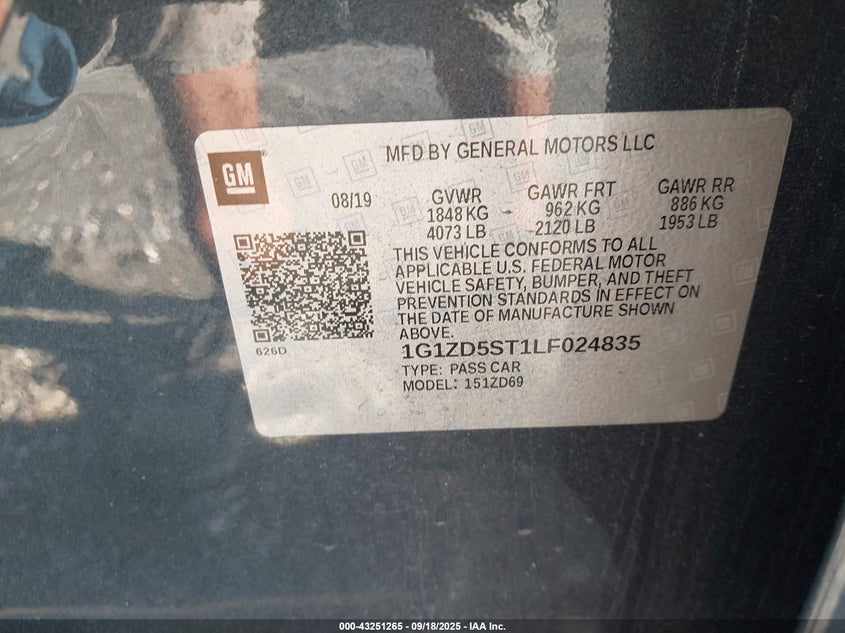 GM
MFD BY GENERAL MOTORS LLC
08/19 GVWR GAWR FRT GAWR RR
1848 KG 962 KG 886 KG
4073 LB 2120 LB 1953 LB
THIS VEHICLE CONFORMS TO ALL
APPLICABLE U.S. FEDERAL MOTOR
VEHICLE SAFETY, BUMPER, AND THEFT
PREVENTION STANDARDS IN EFFECT ON
THE DATE OF MANUFACTURE SHOWN
ABOVE.
626D
1G1ZD5ST1LF024835
TYPE: PASS CAR
MODEL: 151ZD69
000-43251265 - 09/18/2025 - IAA Inc.